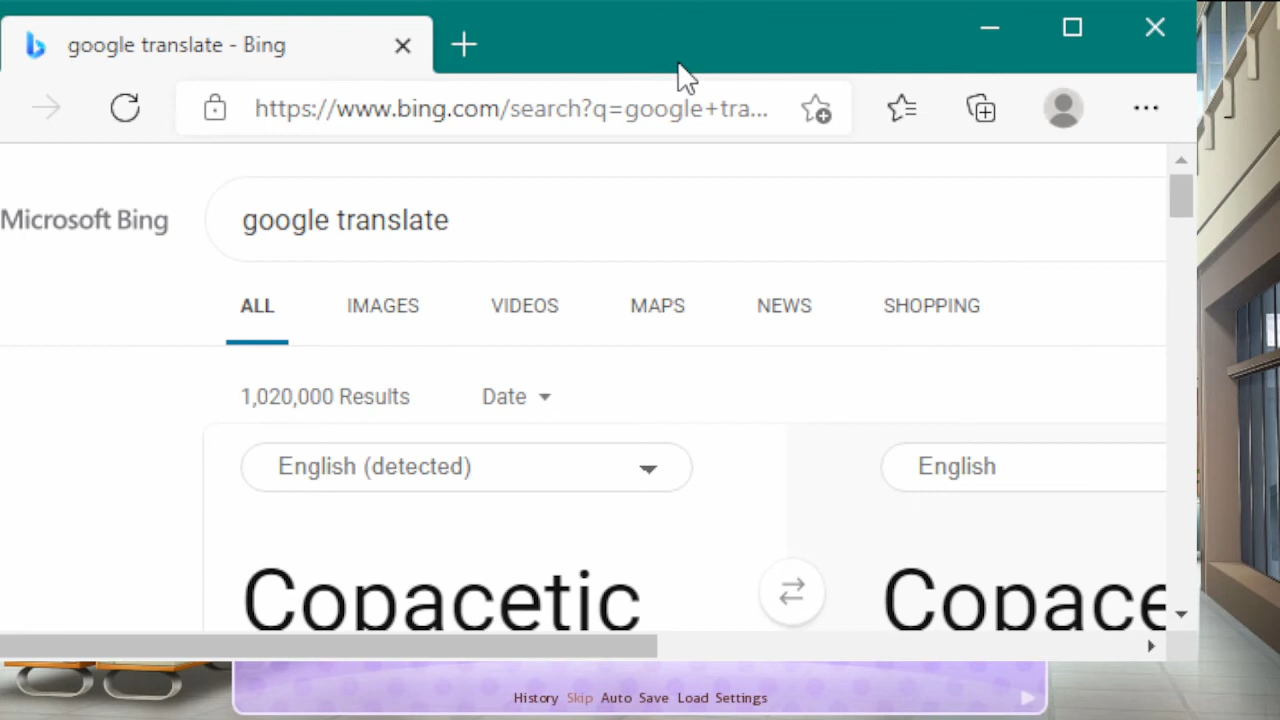 google translate - Bing
https://www.bing.com/search?q=google+tra...
Microsoft Bing
google translate
ALL IMAGES VIDEOS MAPS NEWS SHOPPING
1,020,000 Results Date
English (detected) English
Copacetic Copace
History Skip Auto Save Load Settings